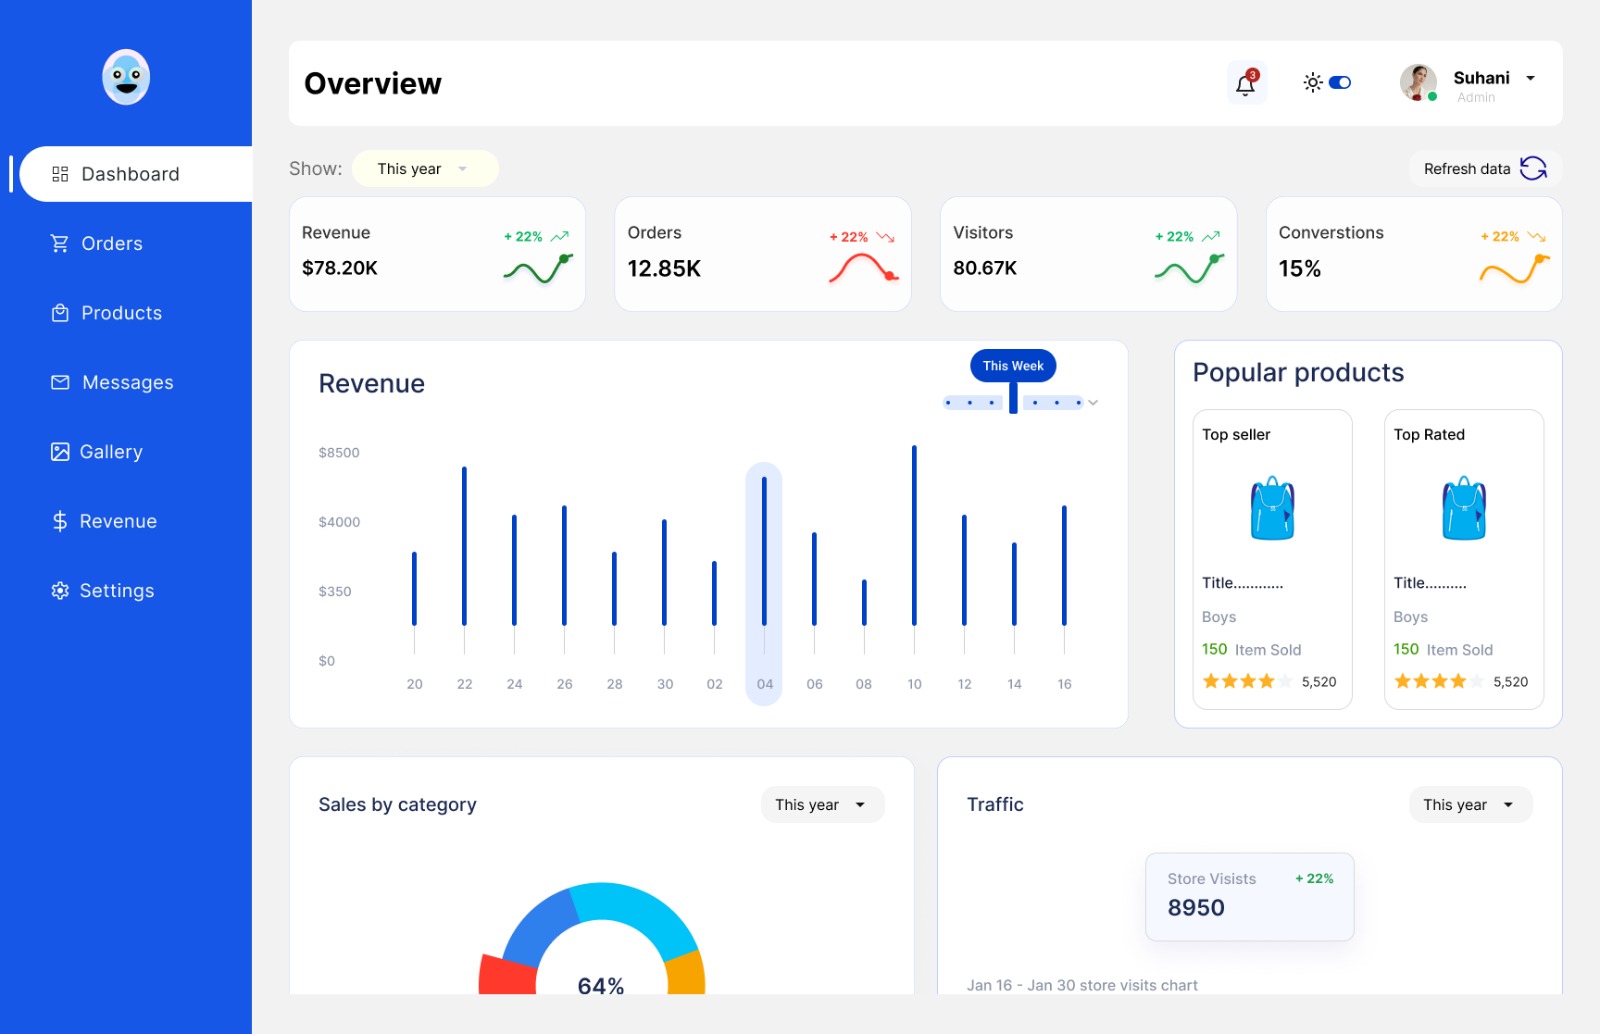 Overview
3
Suhani
Admin
Dashboard
Orders
Products
Messages
Gallery
Revenue
Settings
Show:
This year
Refresh data
Revenue
+ 22%
$78.20K
Orders
+ 22%
12.85K
Visitors
+ 22%
80.67K
Converstions
+ 22%
15%
Revenue
This Week
$8500
$4000
$350
$0
20 22 24 26 28 30 02 04 06 08 10 12 14 16
Popular products
Top seller
Title............
Boys
150 Item Sold
5,520
Top Rated
Title..........
Boys
150 Item Sold
5,520
Sales by category
This year
64%
Traffic
This year
Store Visists
+ 22%
8950
Jan 16 - Jan 30 store visits chart